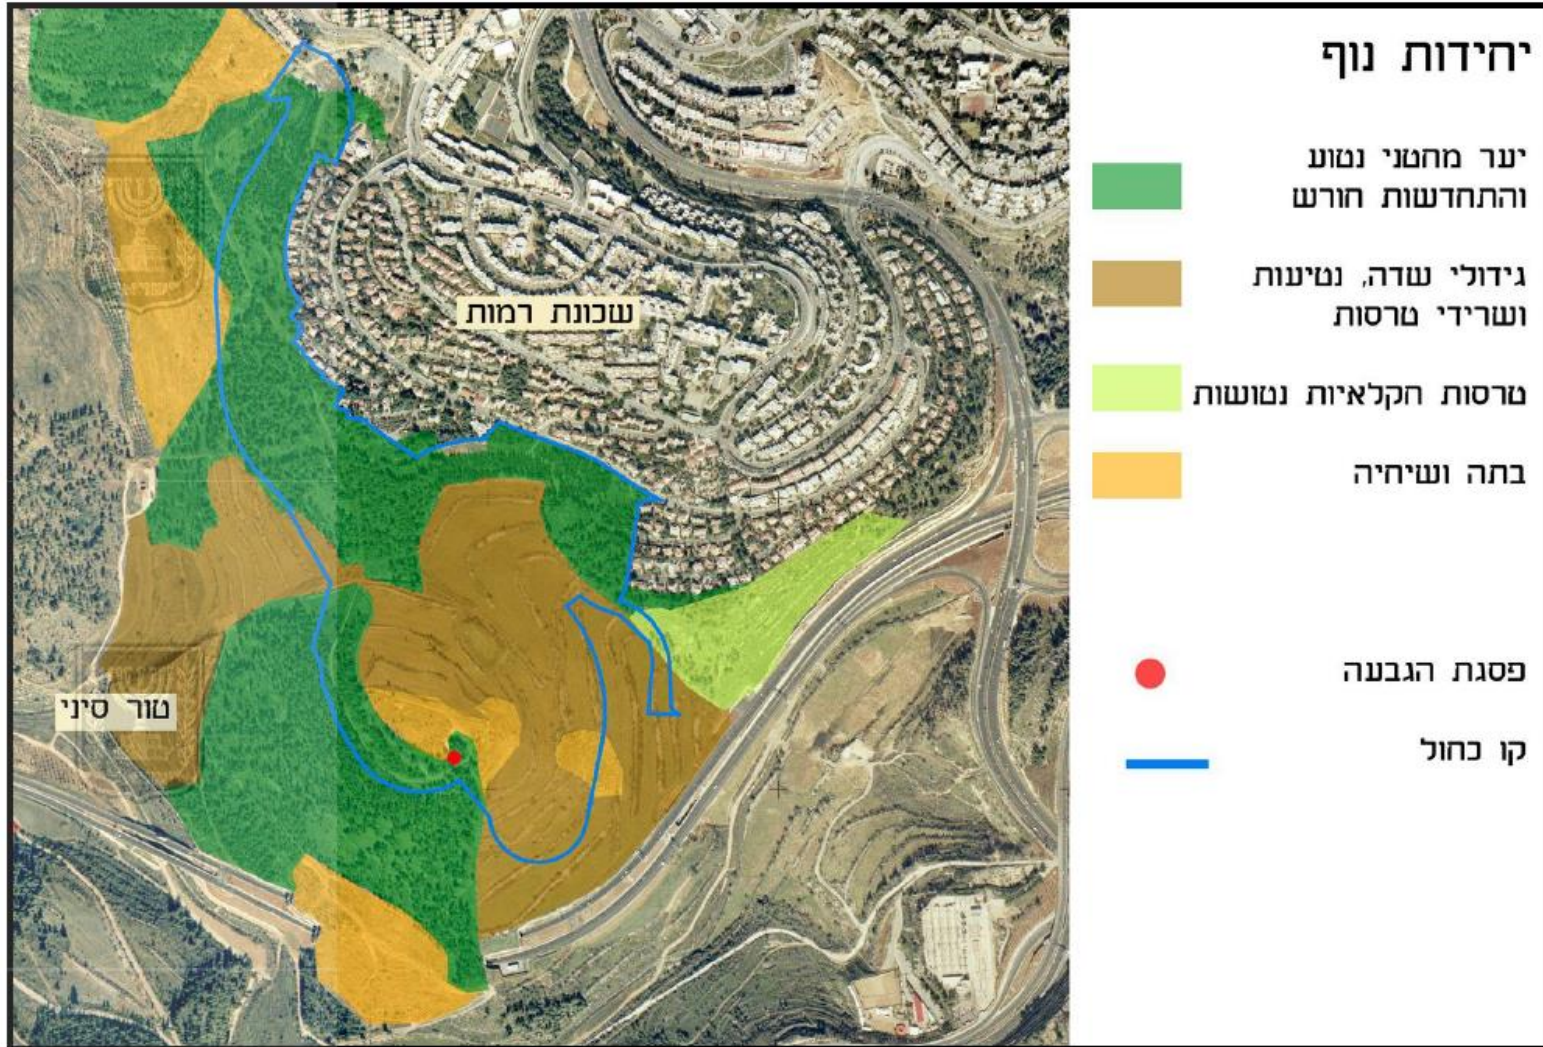 יחידות נוף
יער מחטני נטוע
והתחדשות חורש
גידולי שדה, נטיעות
ושרידי טרסות
טרסות חקלאיות נטושות
בתה ושיחיה
פסגת הגבעה
קו כחול
שכונת רמות
טור סיני